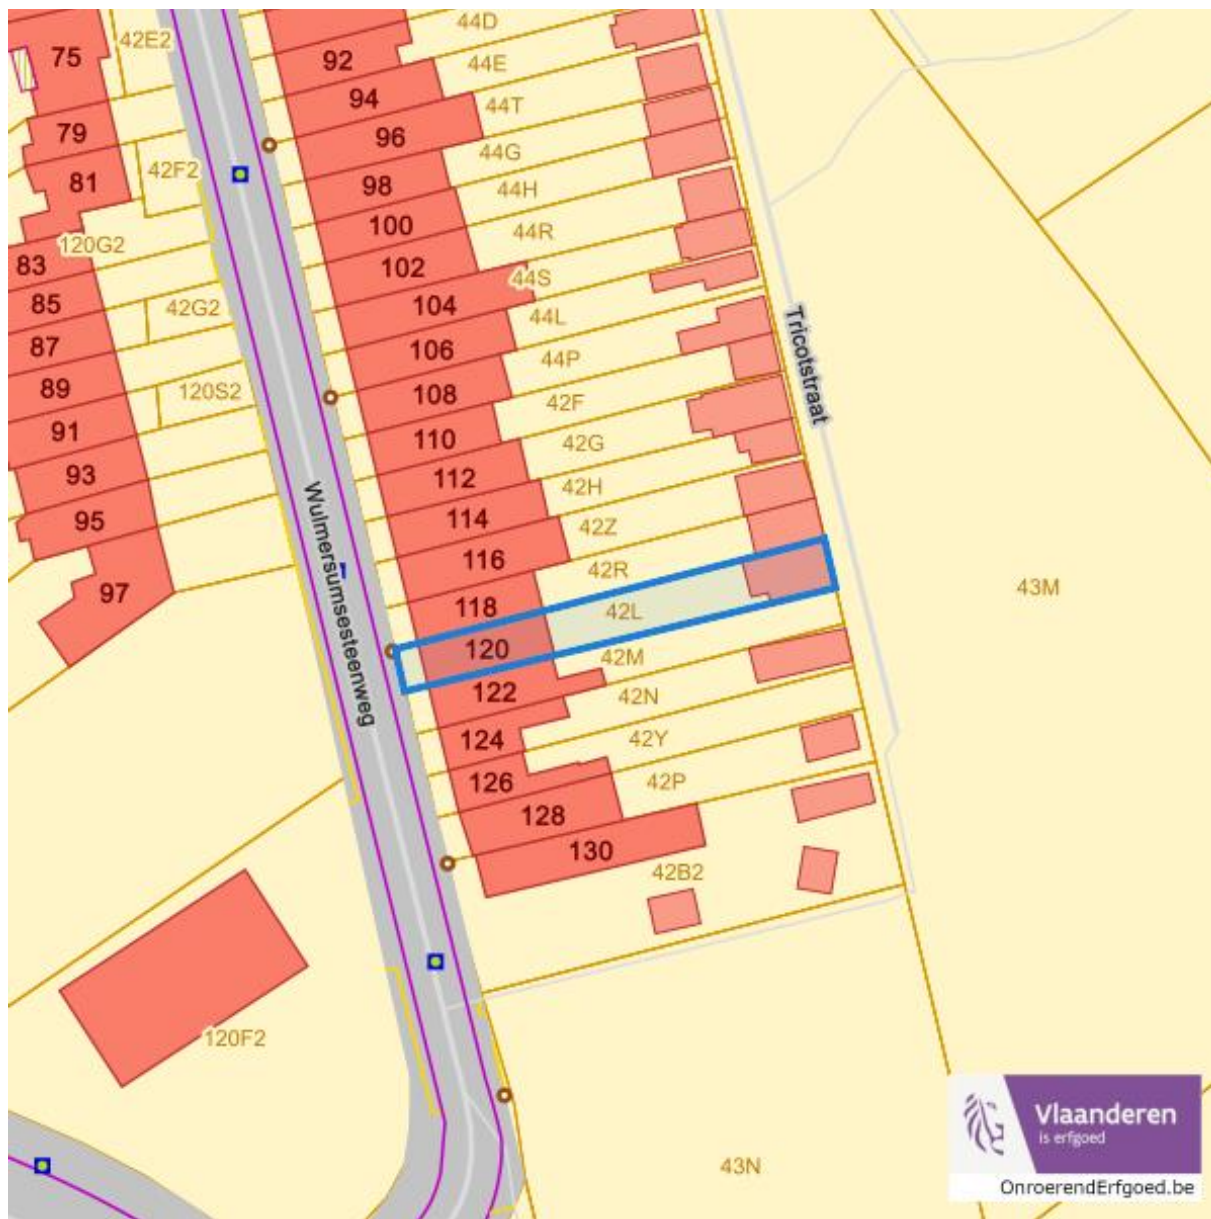 44D
42E2
75
92
44E
94
44T
79
96
44G
42F2
81
98
44H
100
44R
120G2
83
102
44S
85
42G2
104
44L
87
106
44P
89
120S2
108
42F
91
110
42G
93
112
42H
95
114
42Z
97
116
42R
118
42L
120
42M
122
42N
124
42Y
126
42P
128
130
42B2
Tricotstraat
Wulmersumsesteenweg
43M
120F2
43N
Vlaanderen
is erfgoed
OnroerendErfgoed.be